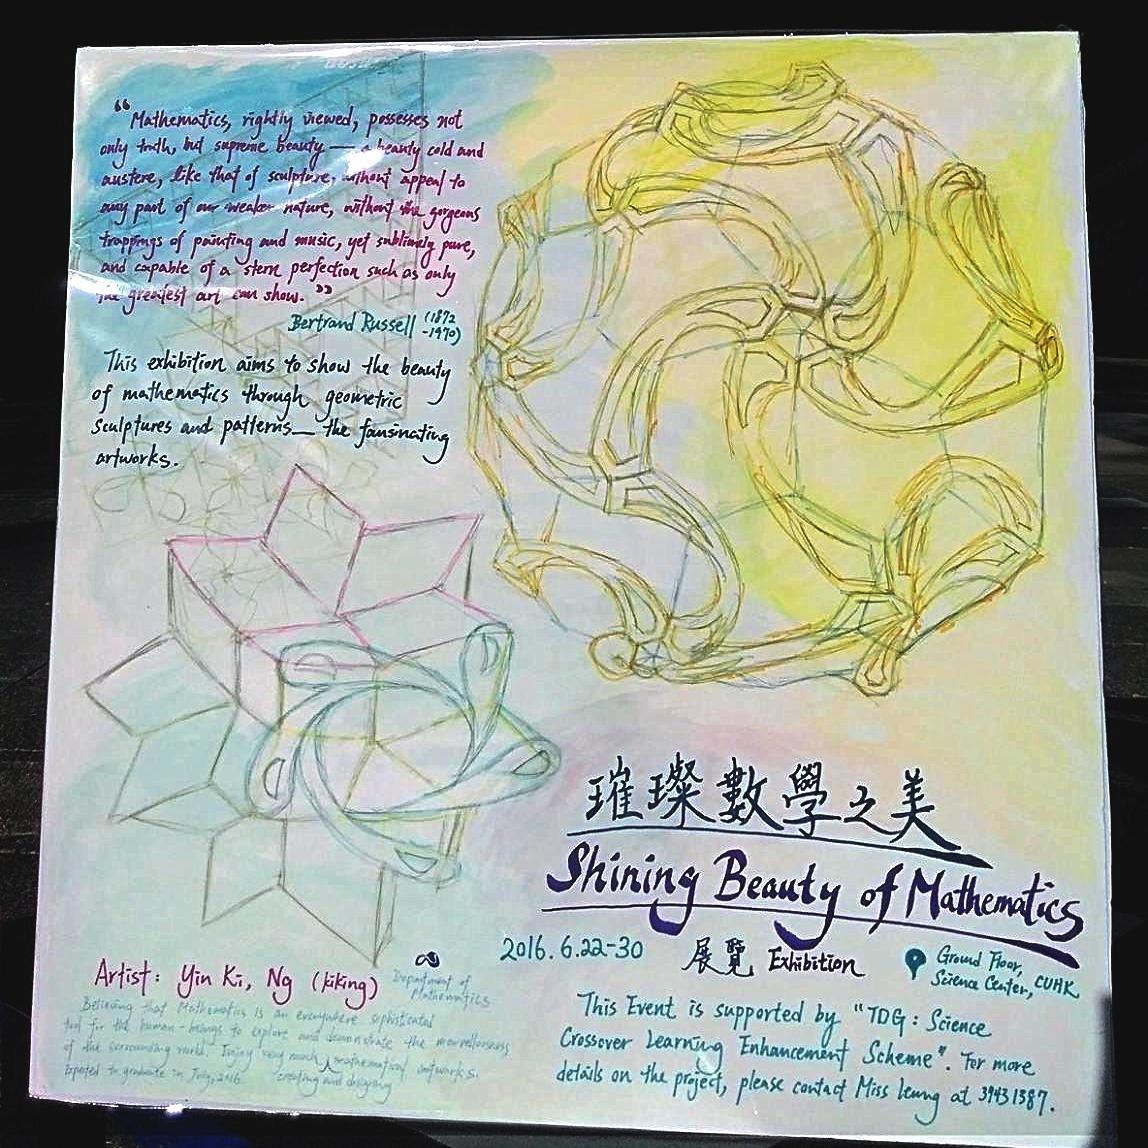 “Mathematics, rightly viewed, possesses not
only truth, but supreme beauty — a beauty cold and
austere, like that of sculpture, without appeal to
any part of our weaker nature, without the gorgeous
trappings of painting and music, yet sublimely pure,
and capable of a stern perfection such as only
the greatest art can show.”
Bertrand Russell (1872
-1970)
This exhibition aims to show the beauty
of mathematics through geometric
sculptures and patterns — the fansinating
artworks.
璀璨數學之美
Shining Beauty of Mathematics
2016.6.22-30 展覽 Exhibition
Ground Floor,
Science Center, CUHK
This Event is supported by "TDG: Science
Crossover Learning Enhancement Scheme". For more
details on the project, please contact Miss Leung at 39431387.
Artist: Yin Ki, Ng (kiking)
Department of
Mathematics
Believing that Mathematics is an everywhere sophisticated
tool for the human-beings to explore and demonstrate the marvellousness
of the surrounding world. Enjoy very much mathematical artworks.
creating and designing
Expected to graduate in July, 2016